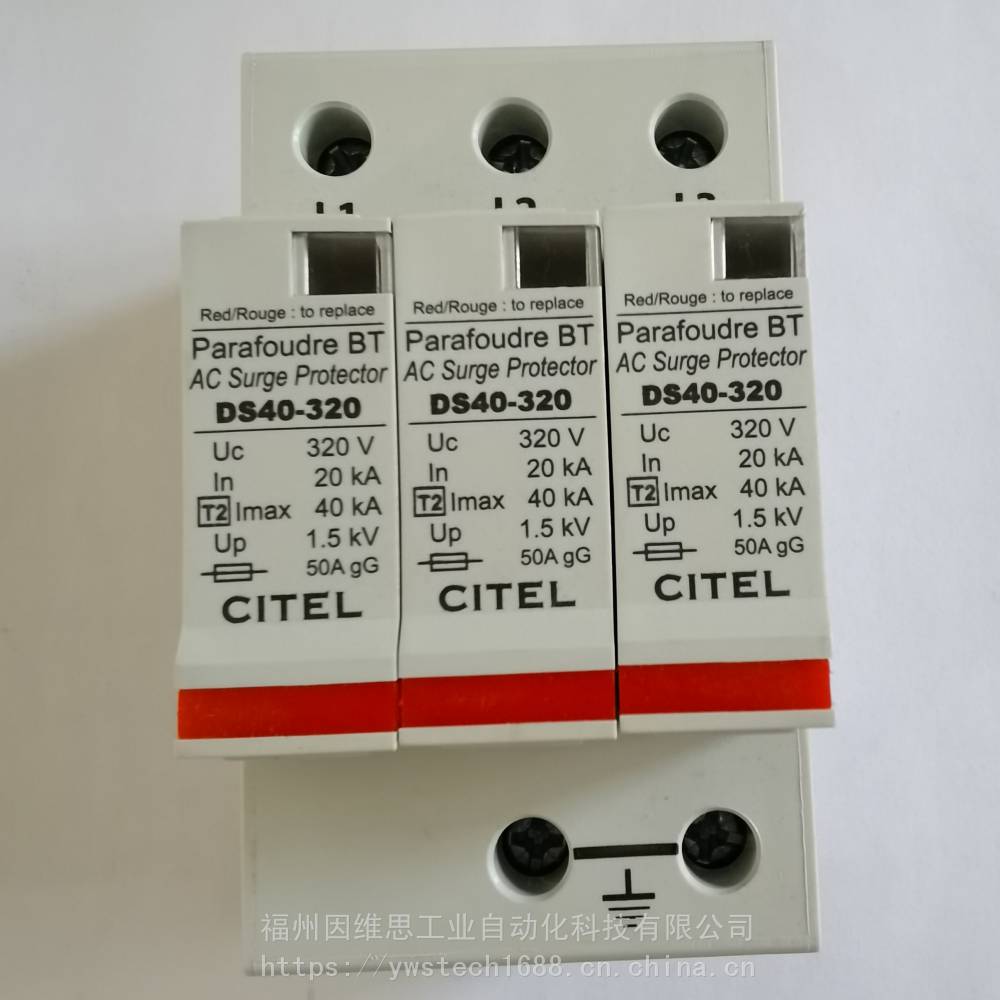 L1 L2 L3
Red/Rouge : to replace
Parafoudre BT
AC Surge Protector
DS40-320
Uc 320 V
In 20 kA
T2 Imax 40 kA
Up 1.5 kV
50A gG
CITEL
Red/Rouge : to replace
Parafoudre BT
AC Surge Protector
DS40-320
Uc 320 V
In 20 kA
T2 Imax 40 kA
Up 1.5 kV
50A gG
CITEL
Red/Rouge : to replace
Parafoudre BT
AC Surge Protector
DS40-320
Uc 320 V
In 20 kA
T2 Imax 40 kA
Up 1.5 kV
50A gG
CITEL
福州因维思工业自动化科技有限公司
https://ywstech1688.cn.china.cn